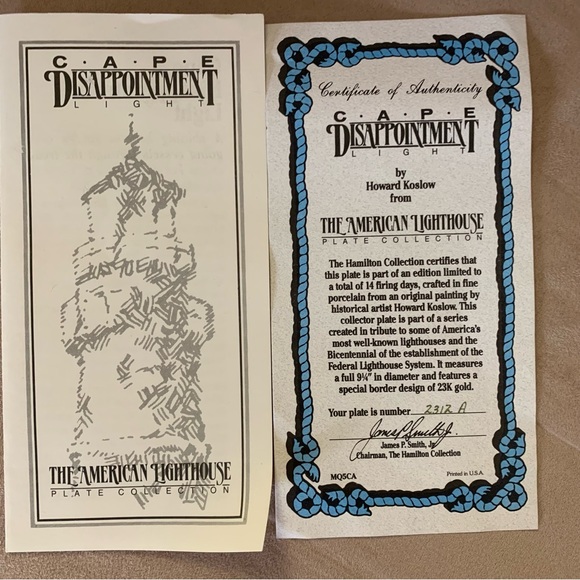 C·A·P·E
DISAPPOINTMENT
LIGHT
THE AMERICAN LIGHTHOUSE
PLATE COLLECTION
Certificate of Authenticity
C·A·P·E
DISAPPOINTMENT
LIGHT
by
Howard Koslow
from
THE AMERICAN LIGHTHOUSE
PLATE COLLECTION
The Hamilton Collection certifies that
this plate is part of an edition limited to
a total of 14 firing days, crafted in fine
porcelain from an original painting by
historical artist Howard Koslow. This
collector plate is part of a series
created in tribute to some of America's
most well-known lighthouses and the
Bicentennial of the establishment of the
Federal Lighthouse System. It measures
a full 9¼" in diameter and features a
special border design of 23K gold.
Your plate is number 2312 A
James P. Smith, Jr.
James P. Smith, Jr.
Chairman, The Hamilton Collection
MQ5CA
Printed in U.S.A.